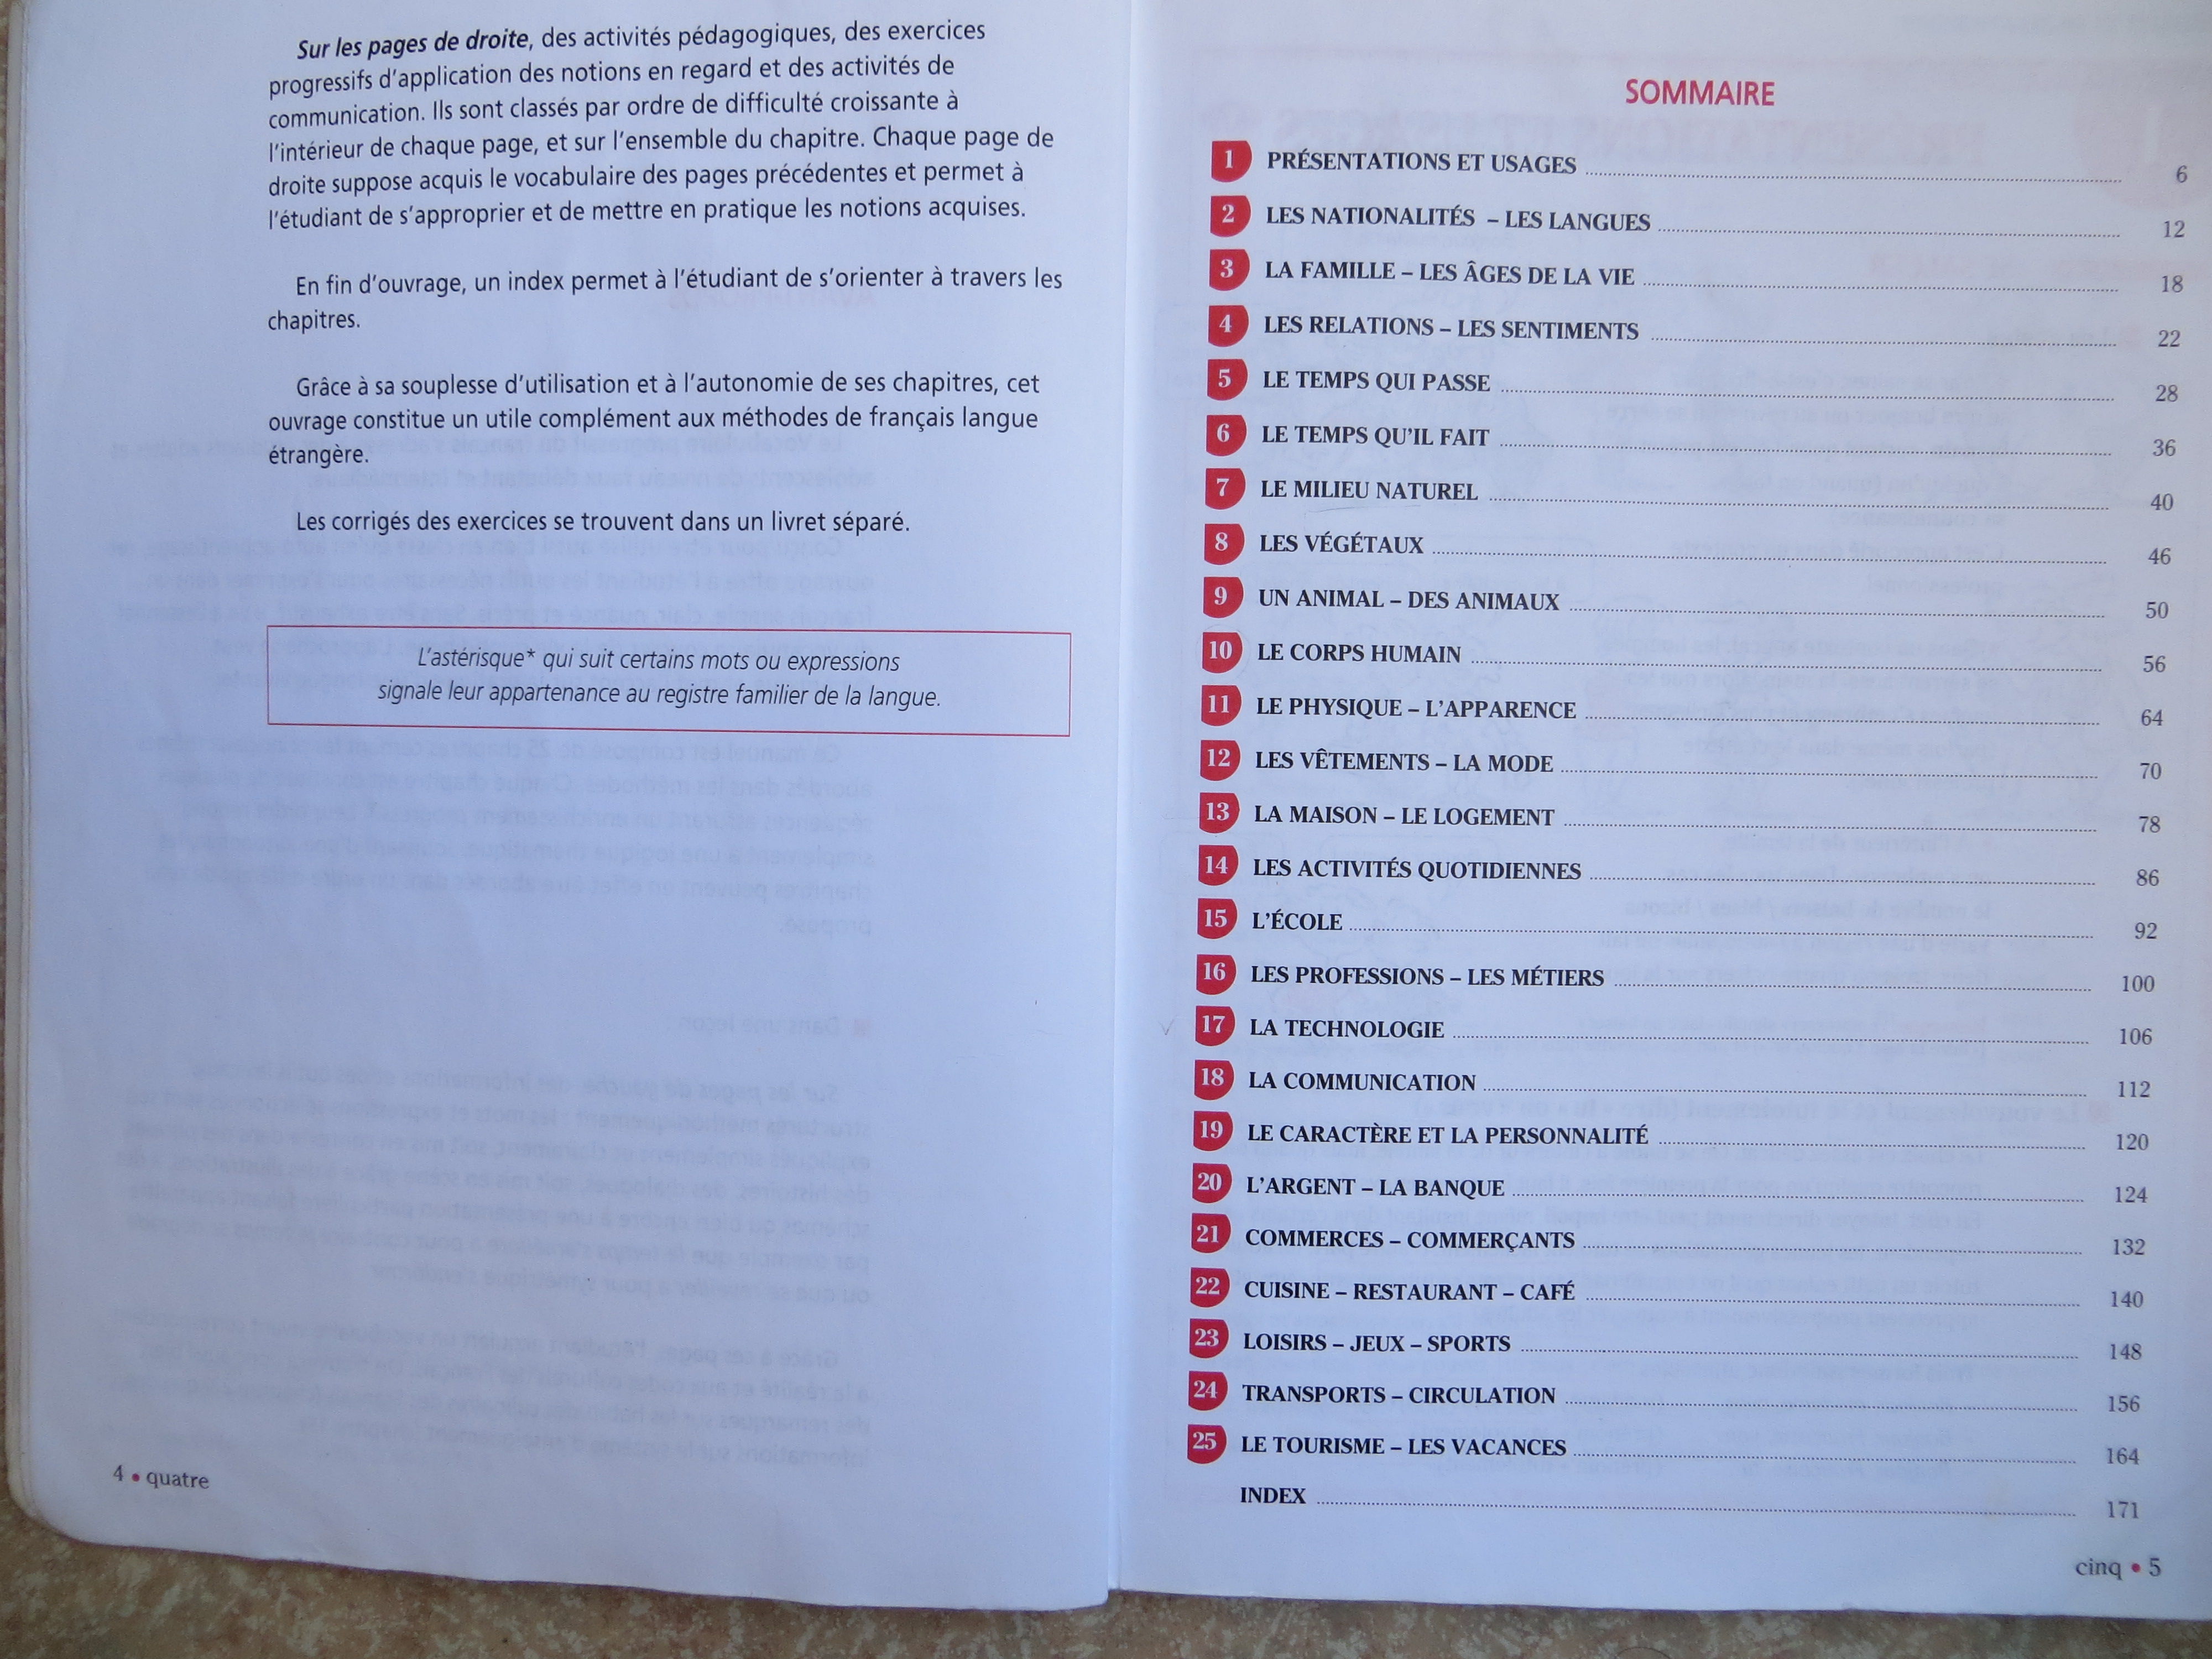 Sur les pages de droite, des activités pédagogiques, des exercices
progressifs d'application des notions en regard et des activités de
communication. Ils sont classés par ordre de difficulté croissante à
l'intérieur de chaque page, et sur l'ensemble du chapitre. Chaque page de
droite suppose acquis le vocabulaire des pages précédentes et permet à
l'étudiant de s'approprier et de mettre en pratique les notions acquises.
En fin d'ouvrage, un index permet à l'étudiant de s'orienter à travers les
chapitres.
Grâce à sa souplesse d'utilisation et à l'autonomie de ses chapitres, cet
ouvrage constitue un utile complément aux méthodes de français langue
étrangère.
Les corrigés des exercices se trouvent dans un livret séparé.
L'astérisque* qui suit certains mots ou expressions
signale leur appartenance au registre familier de la langue.
4 • quatre
SOMMAIRE
1 PRÉSENTATIONS ET USAGES 6
2 LES NATIONALITÉS – LES LANGUES 12
3 LA FAMILLE – LES ÂGES DE LA VIE 18
4 LES RELATIONS – LES SENTIMENTS 22
5 LE TEMPS QUI PASSE 28
6 LE TEMPS QU'IL FAIT 36
7 LE MILIEU NATUREL 40
8 LES VÉGÉTAUX 46
9 UN ANIMAL – DES ANIMAUX 50
10 LE CORPS HUMAIN 56
11 LE PHYSIQUE – L'APPARENCE 64
12 LES VÊTEMENTS – LA MODE 70
13 LA MAISON – LE LOGEMENT 78
14 LES ACTIVITÉS QUOTIDIENNES 86
15 L'ÉCOLE 92
16 LES PROFESSIONS – LES MÉTIERS 100
17 LA TECHNOLOGIE 106
18 LA COMMUNICATION 112
19 LE CARACTÈRE ET LA PERSONNALITÉ 120
20 L'ARGENT – LA BANQUE 124
21 COMMERCES – COMMERÇANTS 132
22 CUISINE – RESTAURANT – CAFÉ 140
23 LOISIRS – JEUX – SPORTS 148
24 TRANSPORTS – CIRCULATION 156
25 LE TOURISME – LES VACANCES 164
INDEX 171
cinq • 5